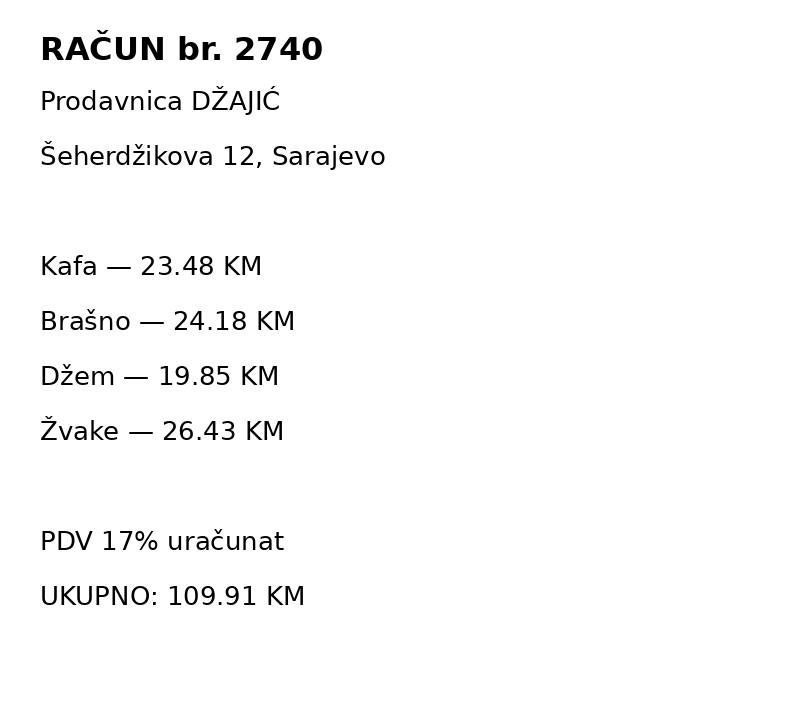 RAČUN br. 2740
Prodavnica DŽAJIĆ
Šeherdžikova 12, Sarajevo
Kafa — 23.48 KM
Brašno — 24.18 KM
Džem — 19.85 KM
Žvake — 26.43 KM
PDV 17% uračunat
UKUPNO: 109.91 KM